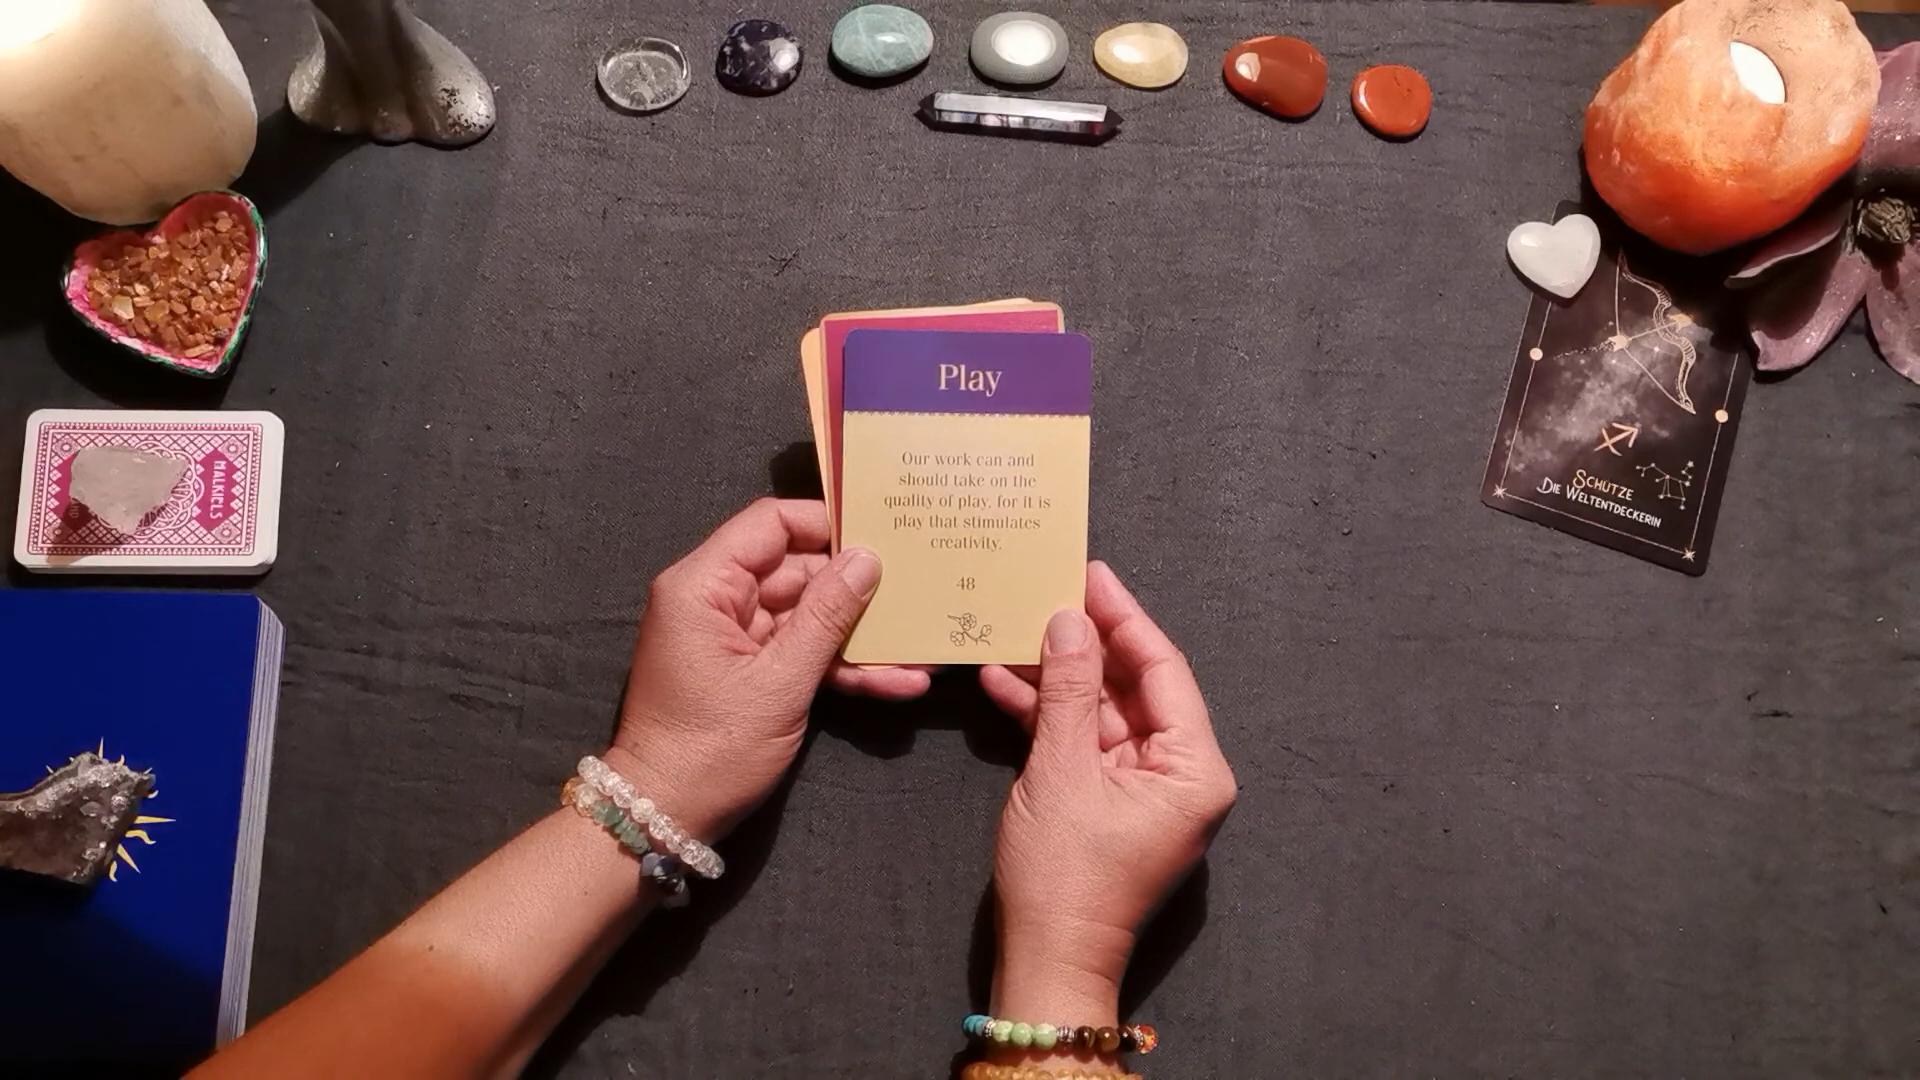 Play
Our work can and
should take on the
quality of play, for it is
play that stimulates
creativity.
48
MALKIELS
SCHÜTZE
DIE WELTENTDECKERIN